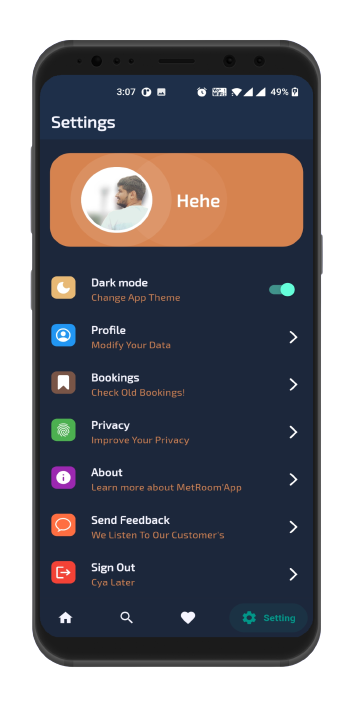 3:07
49%
Settings
Hehe
Dark mode
Change App Theme
Profile
Modify Your Data
Bookings
Check Old Bookings!
Privacy
Improve Your Privacy
About
Learn more about MetRoom'App
Send Feedback
We Listen To Our Customer's
Sign Out
Cya Later
Setting